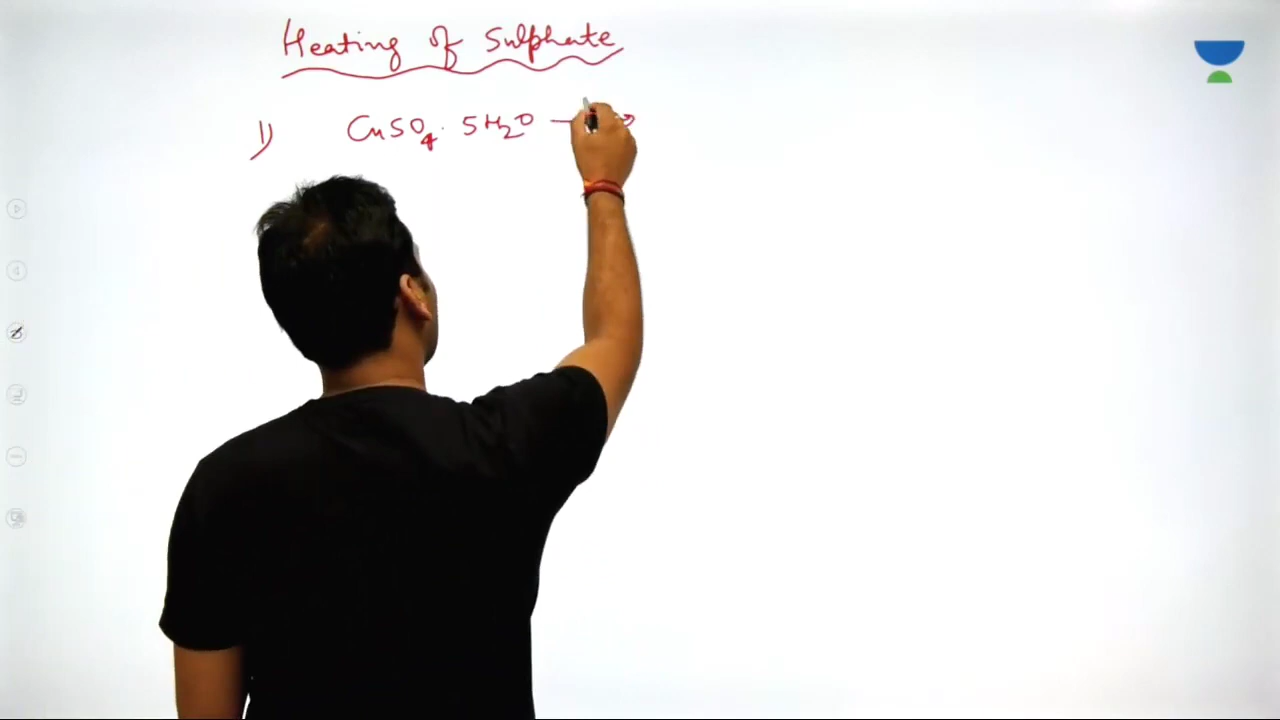 Heating of Sulphate
1) CuSO4. 5H2O →